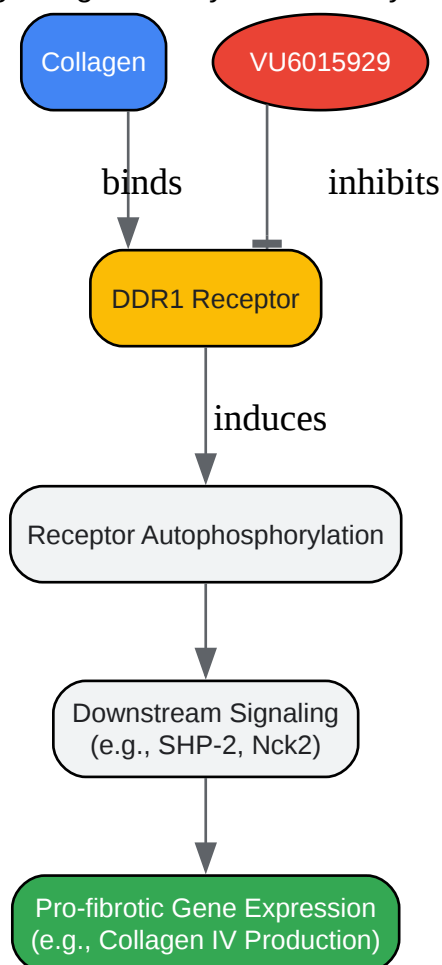 Collagen
VU6015929
binds
inhibits
DDR1 Receptor
induces
Receptor Autophosphorylation
Downstream Signaling
(e.g., SHP-2, Nck2)
Pro-fibrotic Gene Expression
(e.g., Collagen IV Production)